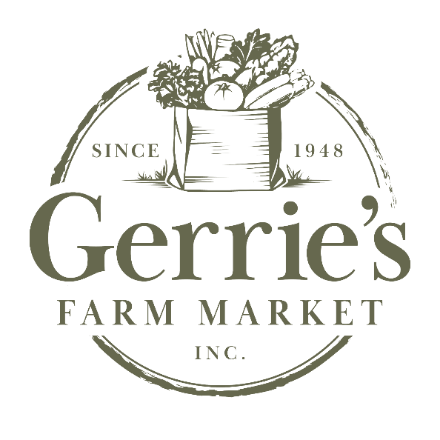 SINCE 1948
Gerrie's
FARM MARKET
INC.